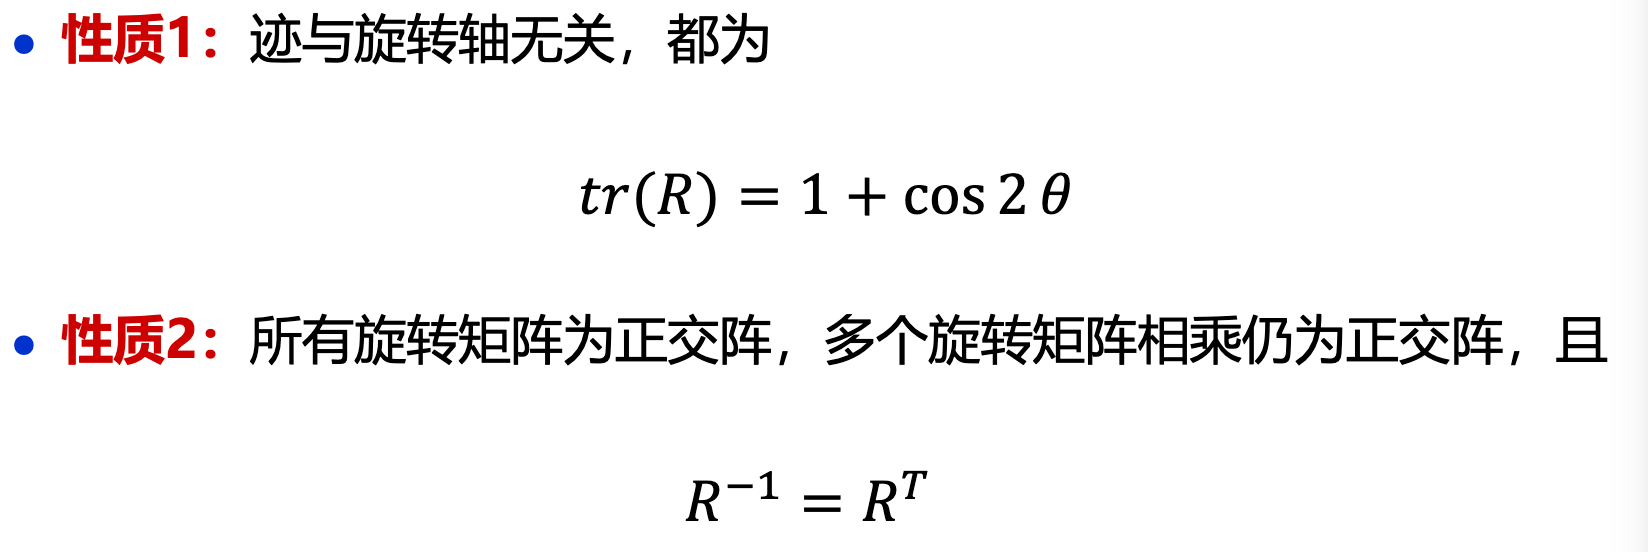 • 性质1：迹与旋转轴无关，都为
tr(R) = 1 + cos 2 θ
• 性质2：所有旋转矩阵为正交阵，多个旋转矩阵相乘仍为正交阵，且
R⁻¹ = Rᵀ